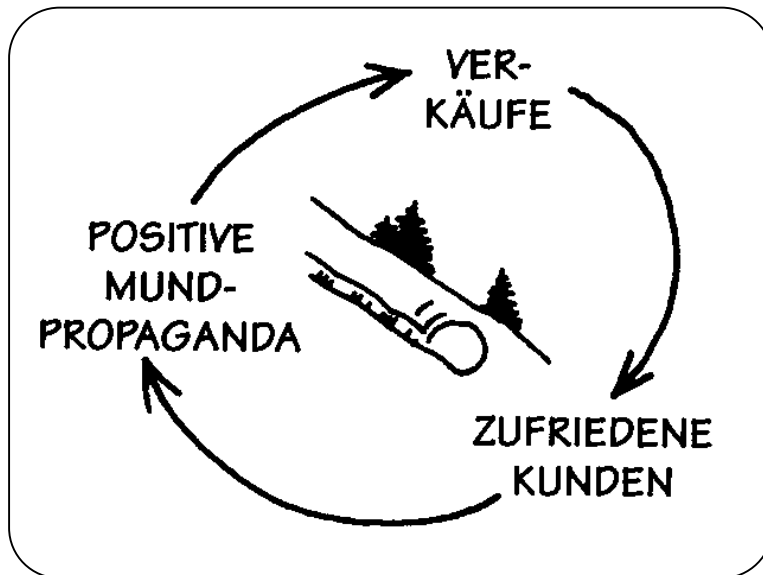 VER-
KÄUFE
POSITIVE
MUND-
PROPAGANDA
ZUFRIEDENE
KUNDEN